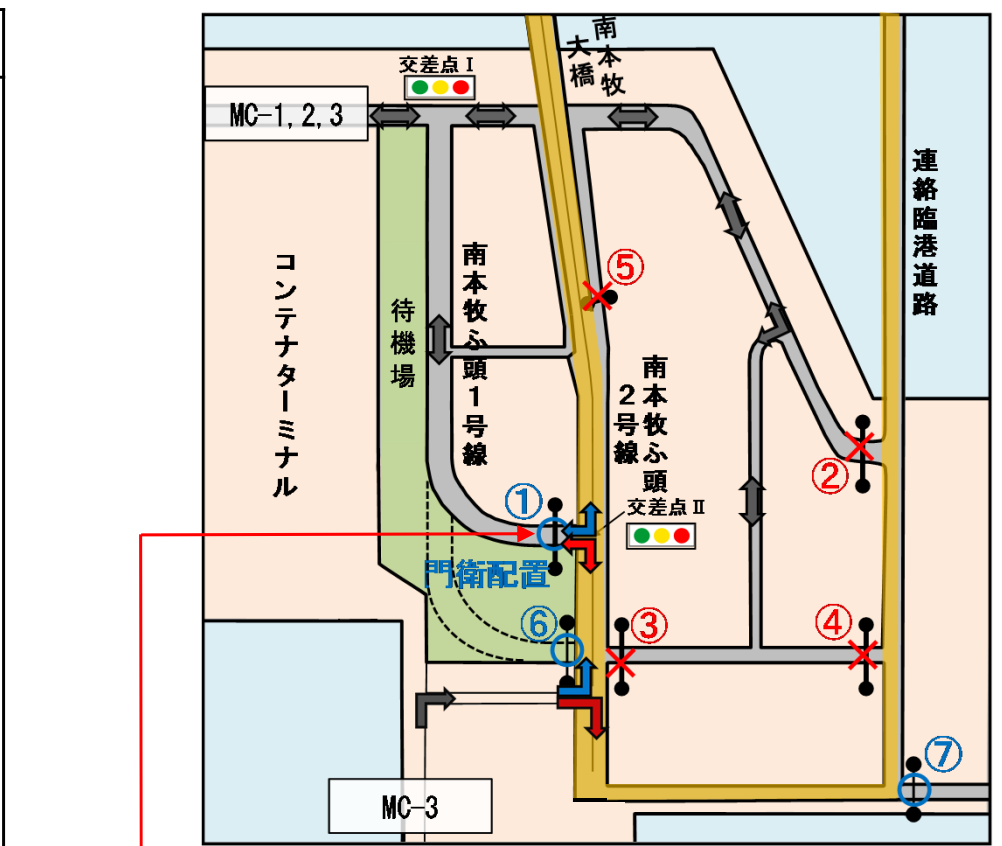 南本牧
大橋
交差点Ⅰ
MC-1,2,3
連絡臨港道路
コンテナターミナル
待機場
南本牧ふ頭1号線
⑤
南本牧ふ頭
2号線
②
①
交差点Ⅱ
門衛配置
⑥
③
④
⑦
MC-3